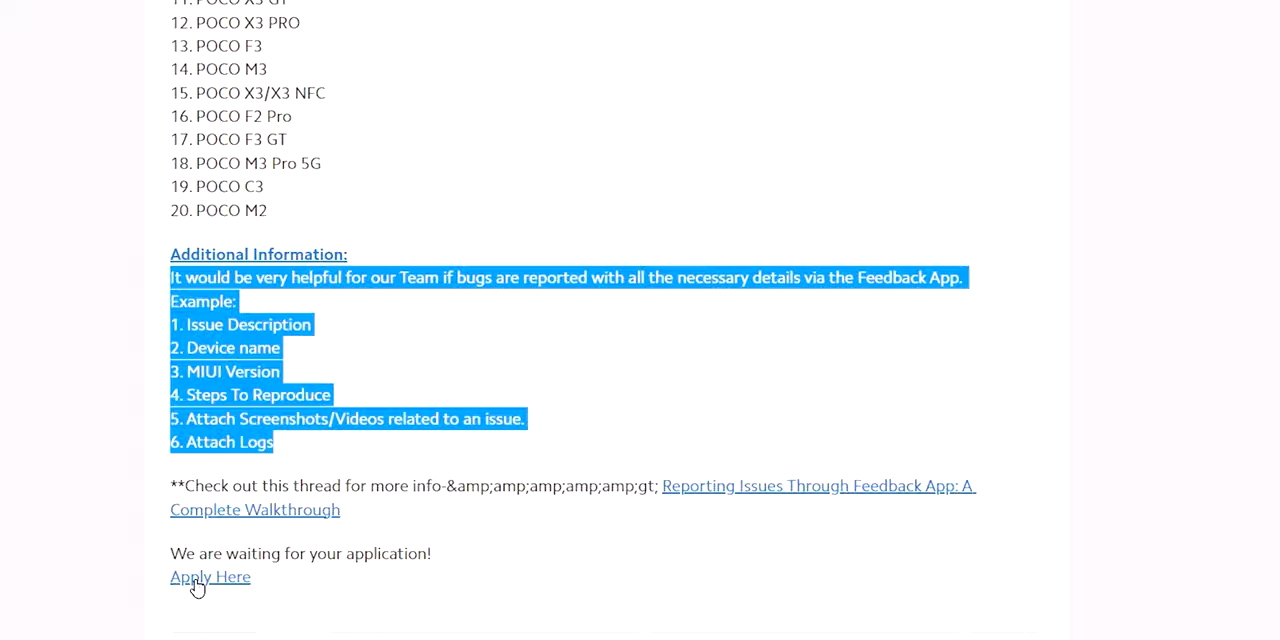 12. POCO X3 PRO
13. POCO F3
14. POCO M3
15. POCO X3/X3 NFC
16. POCO F2 Pro
17. POCO F3 GT
18. POCO M3 Pro 5G
19. POCO C3
20. POCO M2
Additional Information:
It would be very helpful for our Team if bugs are reported with all the necessary details via the Feedback App.
Example:
1. Issue Description
2. Device name
3. MIUI Version
4. Steps To Reproduce
5. Attach Screenshots/Videos related to an issue.
6. Attach Logs
**Check out this thread for more info-&amp;amp;amp;amp;amp;gt; Reporting Issues Through Feedback App: A
Complete Walkthrough
We are waiting for your application!
Apply Here